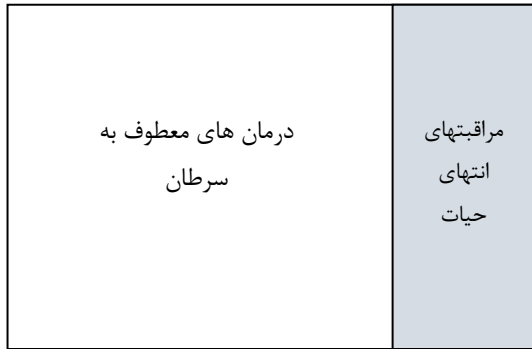 درمان های معطوف به
سرطان
مراقبتهای
انتهای
حیات